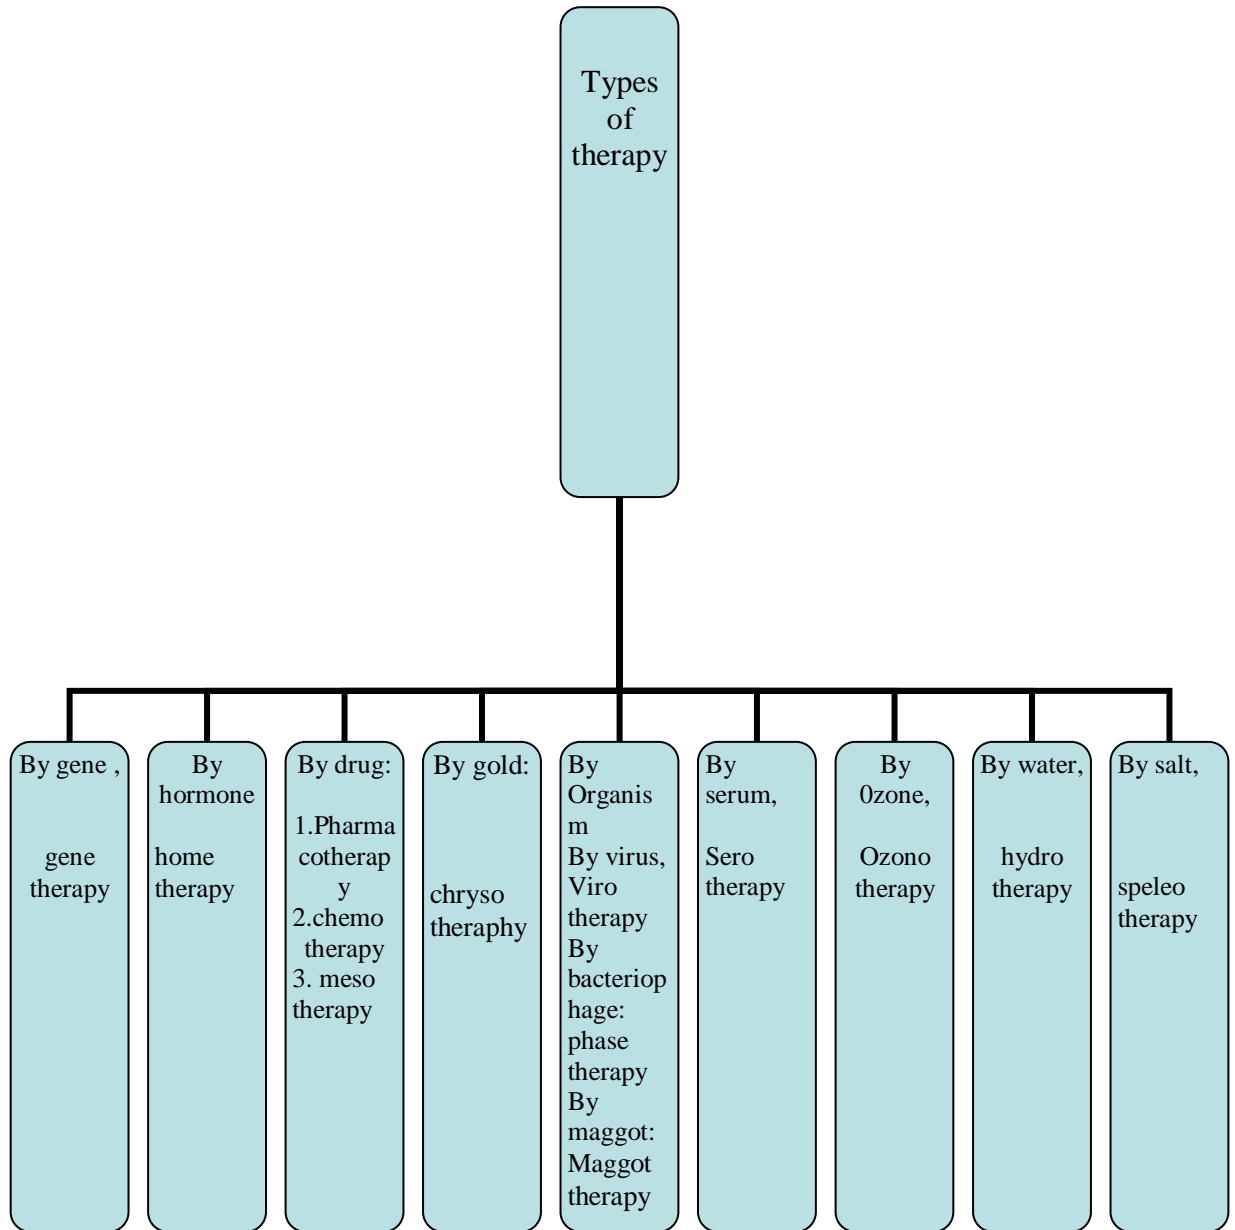 Types
of
therapy
By gene ,
gene
therapy
By
hormone
home
therapy
By drug:
1.Pharma
cotherap
y
2.chemo
therapy
3. meso
therapy
By gold:
chryso
theraphy
By
Organis
m
By virus,
Viro
therapy
By
bacteriop
hage:
phase
therapy
By
maggot:
Maggot
therapy
By
serum,
Sero
therapy
By
0zone,
Ozono
therapy
By water,
hydro
therapy
By salt,
speleo
therapy